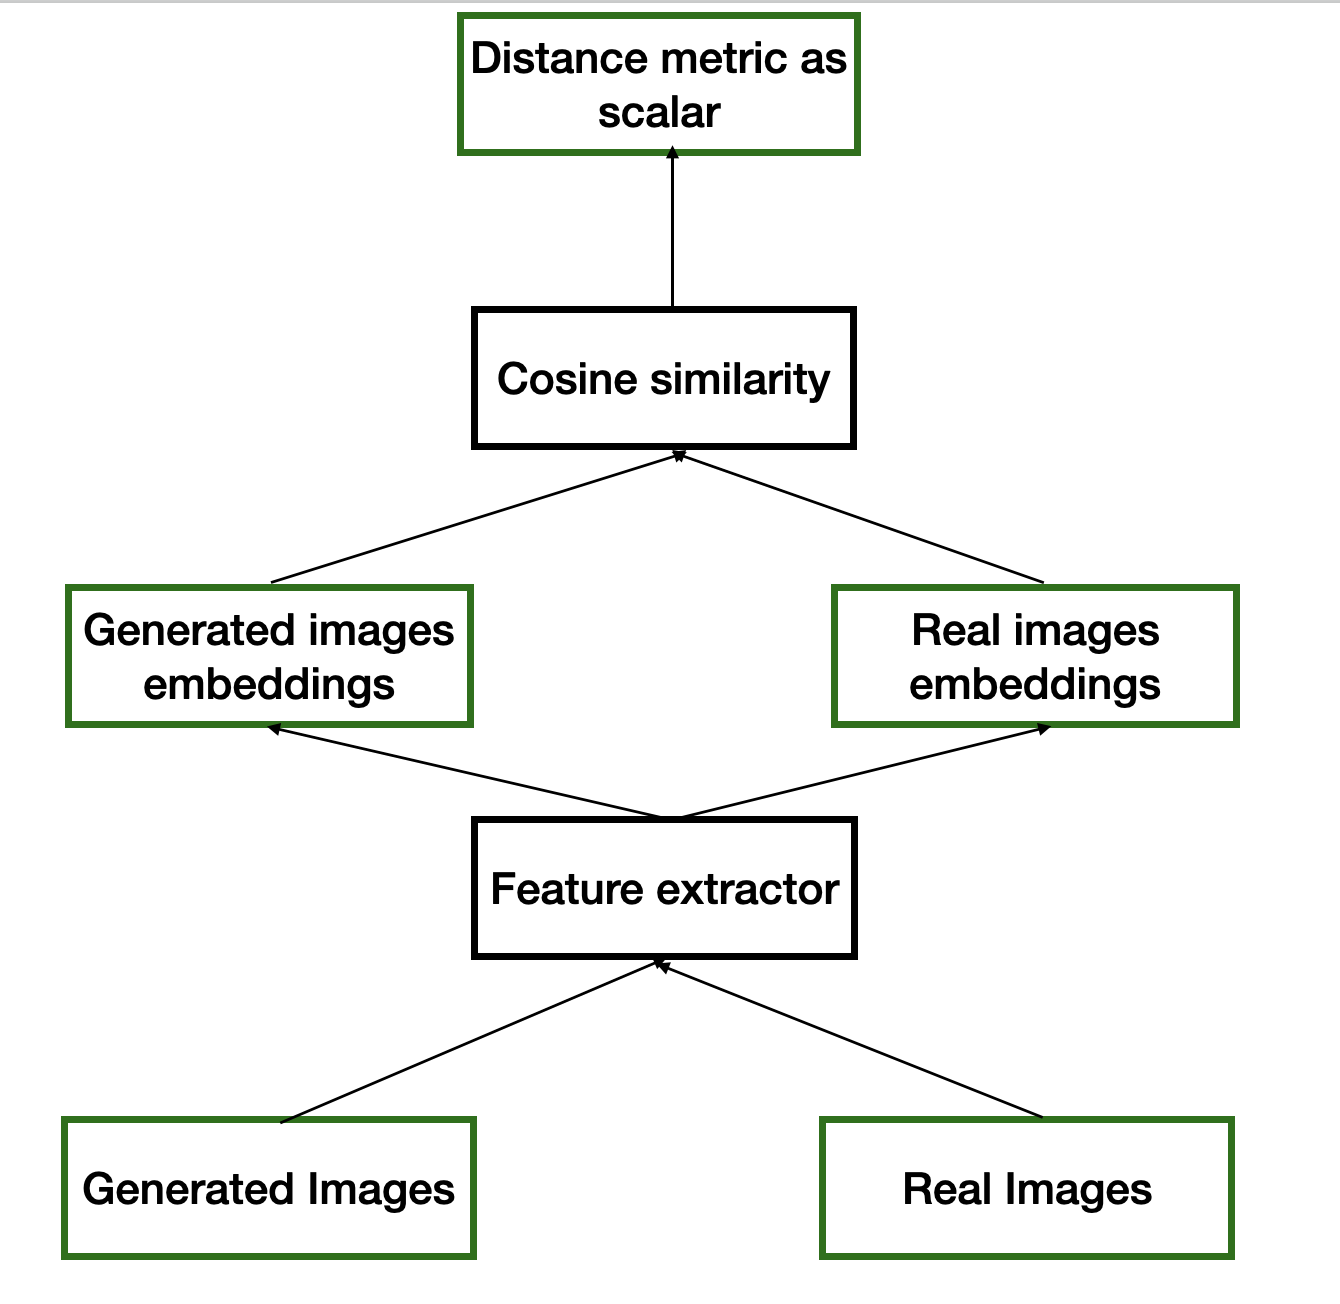 Distance metric as
scalar
Cosine similarity
Generated images
embeddings
Real images
embeddings
Feature extractor
Generated Images
Real Images